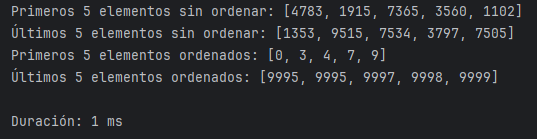 Primeros 5 elementos sin ordenar: [4783, 1915, 7365, 3560, 1102]
Últimos 5 elementos sin ordenar: [1353, 9515, 7534, 3797, 7505]
Primeros 5 elementos ordenados: [0, 3, 4, 7, 9]
Últimos 5 elementos ordenados: [9995, 9995, 9997, 9998, 9999]
Duración: 1 ms